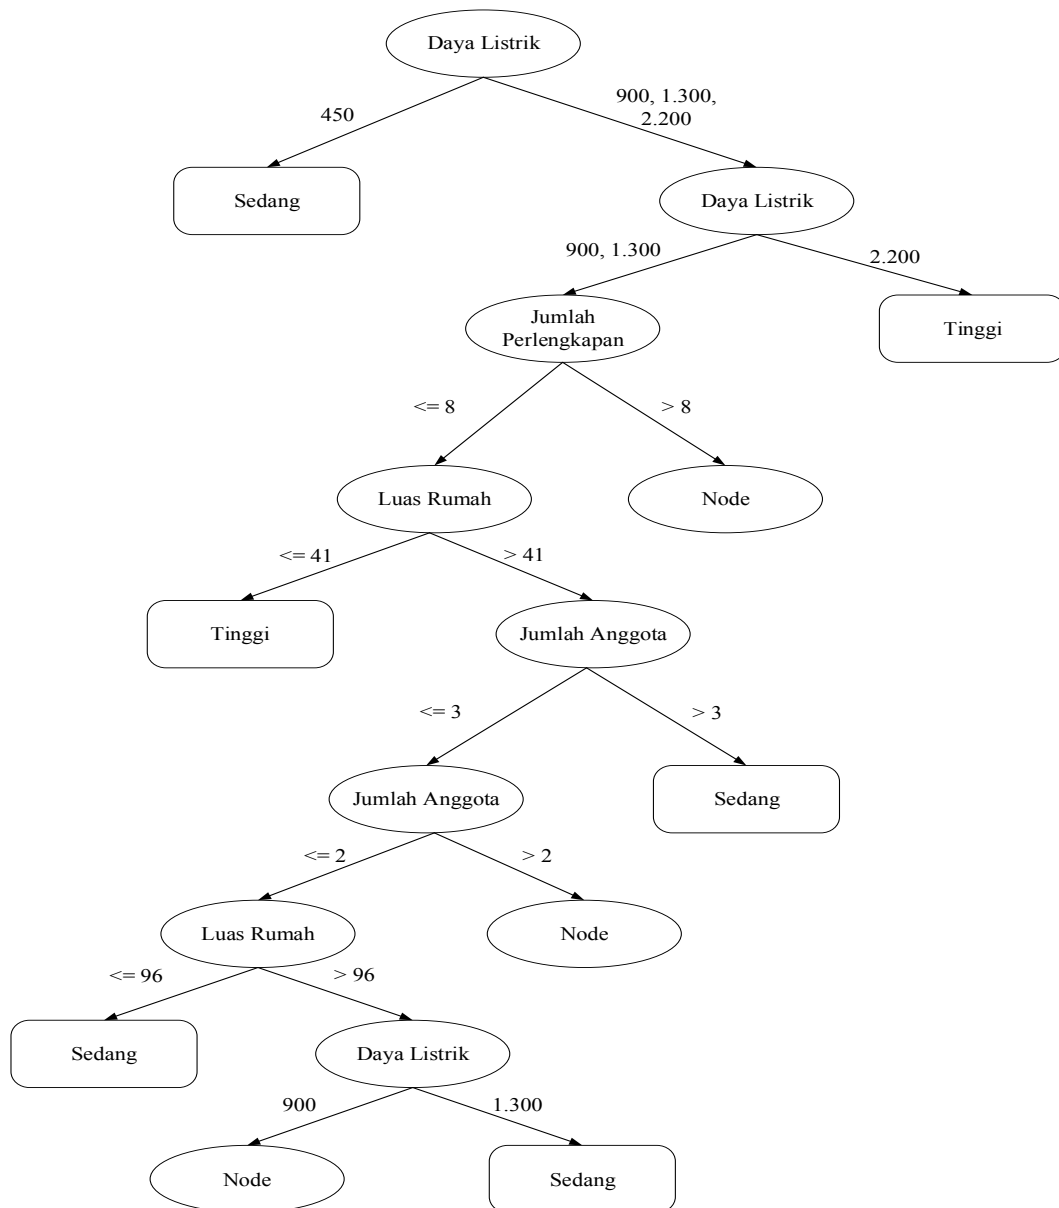 Daya Listrik
450
900, 1.300,
2.200
Sedang
Daya Listrik
900, 1.300
2.200
Jumlah
Perlengkapan
Tinggi
<= 8
> 8
Luas Rumah
Node
<= 41
> 41
Tinggi
Jumlah Anggota
<= 3
> 3
Jumlah Anggota
Sedang
<= 2
> 2
Luas Rumah
Node
<= 96
> 96
Sedang
Daya Listrik
900
1.300
Node
Sedang